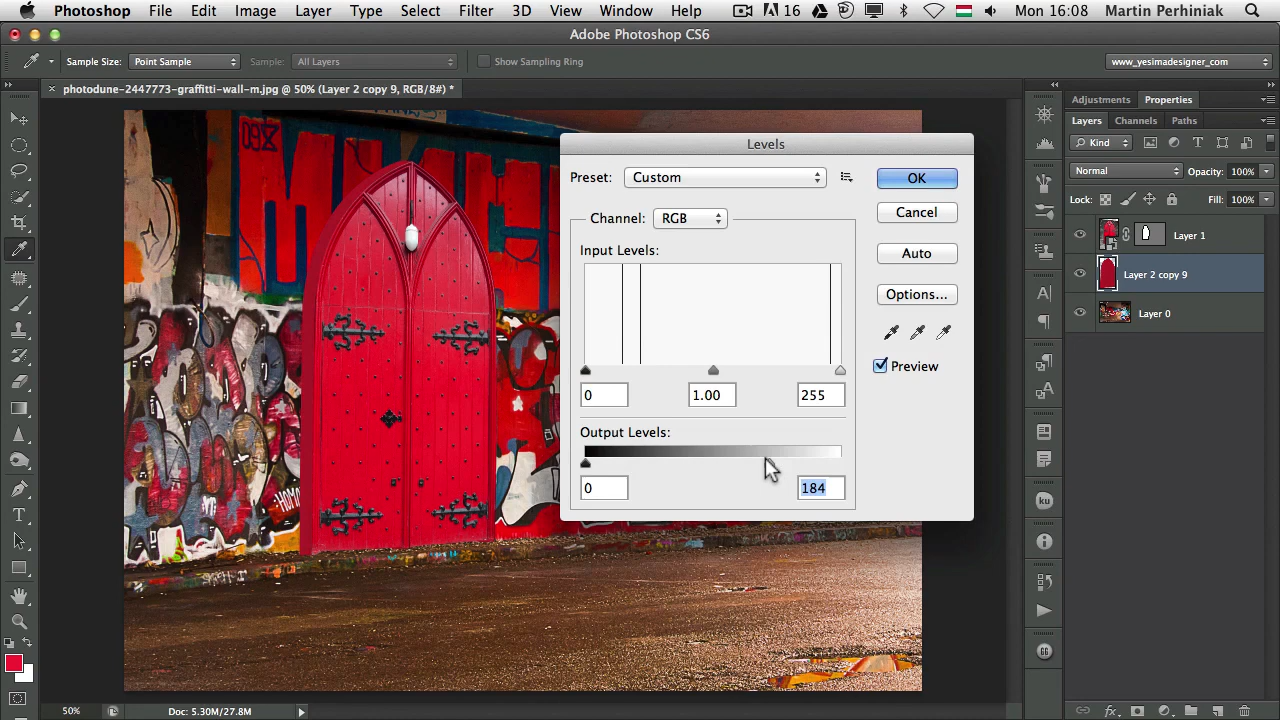 Photoshop File Edit Image Layer Type Select Filter 3D View Window Help 16 Mon 16:08 Martin Perhiniak
Adobe Photoshop CS6
Sample Size: Point Sample Sample: All Layers Show Sampling Ring www_yesimadesigner_com
photodune-2447773-graffitti-wall-m.jpg @ 50% (Layer 2 copy 9, RGB/8#) *
Adjustments Properties
Layers Channels Paths
Kind
Normal Opacity: 100%
Lock: Fill: 100%
Layer 1
Layer 2 copy 9
Layer 0
Levels
Preset: Custom OK
Channel: RGB Cancel
Input Levels: Auto
Options...
Preview
0 1.00 255
Output Levels:
0 184
ku
HOMO
50% Doc: 5.30M/27.8M